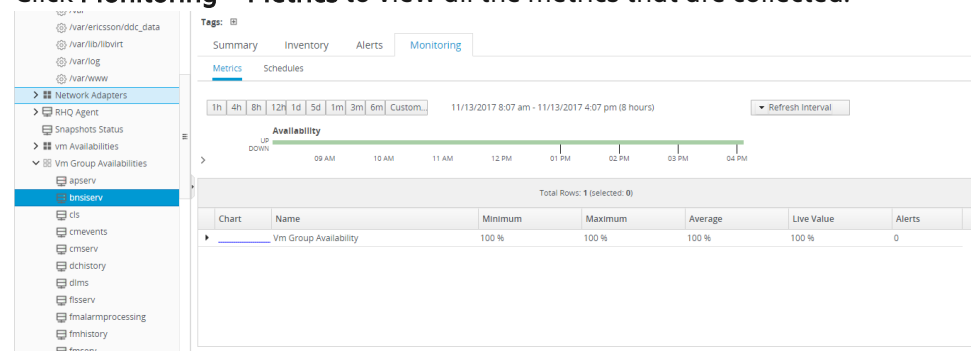 Click Monitoring > Metrics to view all the metrics that are collected.
/var
/var/ericsson/ddc_data
/var/lib/libvirt
/var/log
/var/www
Network Adapters
RHQ Agent
Snapshots Status
vm Availabilities
Vm Group Availabilities
apserv
bnsiserv
cls
cmevents
cmserv
dchistory
dlms
flsserv
fmalarmprocessing
fmhistory
fmserv
Tags:
Summary Inventory Alerts Monitoring
Metrics Schedules
1h 4h 8h 12h 1d 5d 1m 3m 6m Custom... 11/13/2017 8:07 am - 11/13/2017 4:07 pm (8 hours) Refresh Interval
Availability
UP
DOWN
09 AM 10 AM 11 AM 12 PM 01 PM 02 PM 03 PM 04 PM
Total Rows: 1 (selected: 0)
Chart Name Minimum Maximum Average Live Value Alerts
Vm Group Availability 100 % 100 % 100 % 100 % 0